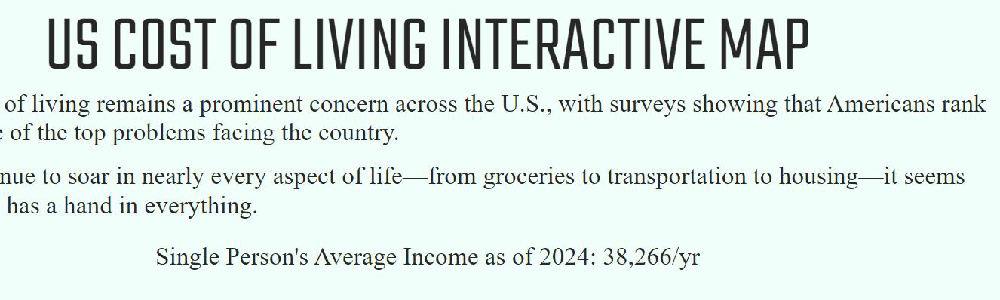 US COST OF LIVING INTERACTIVE MAP
of living remains a prominent concern across the U.S., with surveys showing that Americans rank
of the top problems facing the country.
nue to soar in nearly every aspect of life—from groceries to transportation to housing—it seems
has a hand in everything.
Single Person's Average Income as of 2024: 38,266/yr